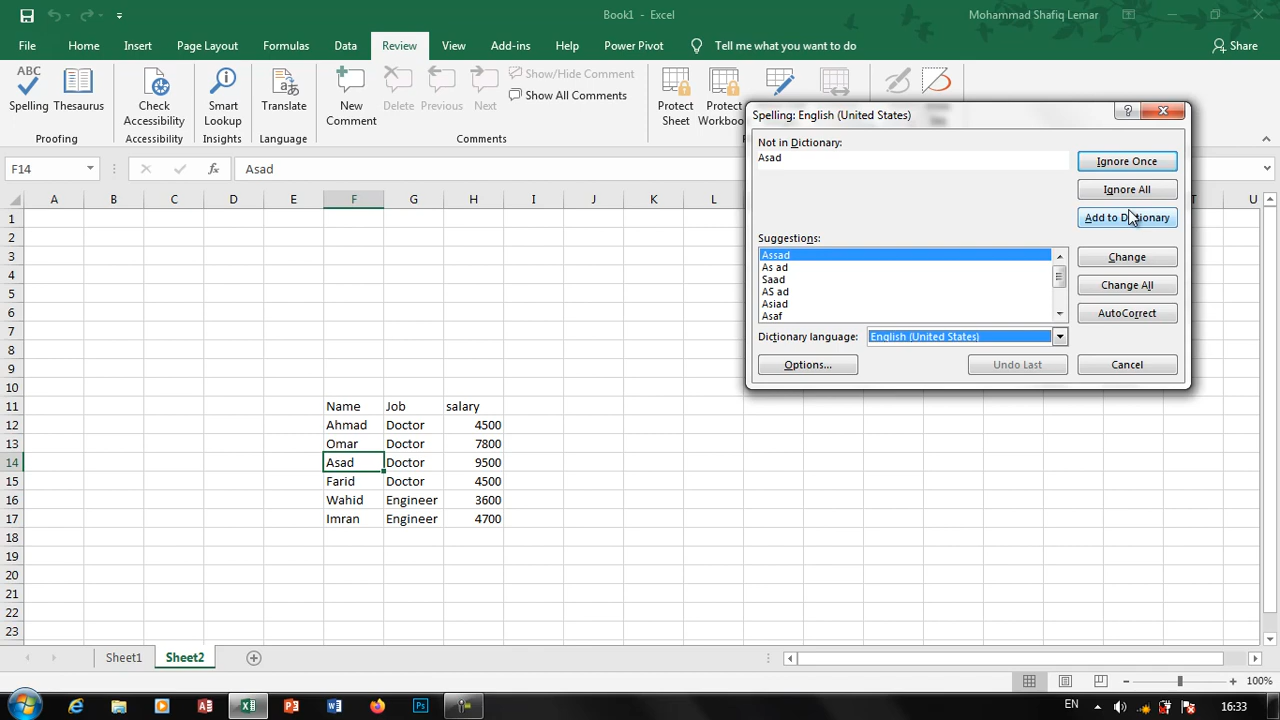 Book1 - Excel
Mohammad Shafiq Lemar
File Home Insert Page Layout Formulas Data Review View Add-ins Help Power Pivot Tell me what you want to do Share
ABC
Spelling Thesaurus
Proofing
Check Accessibility
Accessibility
Smart Lookup
Insights
Translate
Language
New Comment
Delete Previous Next
Show/Hide Comment
Show All Comments
Comments
Protect Sheet
Protect Workboo
Spelling: English (United States)
?
Not in Dictionary:
Asad
Ignore Once
Ignore All
Add to Dictionary
Suggestions:
Assad
As ad
Saad
AS ad
Asiad
Asaf
Change
Change All
AutoCorrect
Dictionary language: English (United States)
Options... Undo Last Cancel
F14 fx Asad
A B C D E F G H I J K L T U
1
2
3
4
5
6
7
8
9
10
11 Name Job salary
12 Ahmad Doctor 4500
13 Omar Doctor 7800
14 Asad Doctor 9500
15 Farid Doctor 4500
16 Wahid Engineer 3600
17 Imran Engineer 4700
18
19
20
21
22
23
Sheet1 Sheet2
100%
EN 16:33